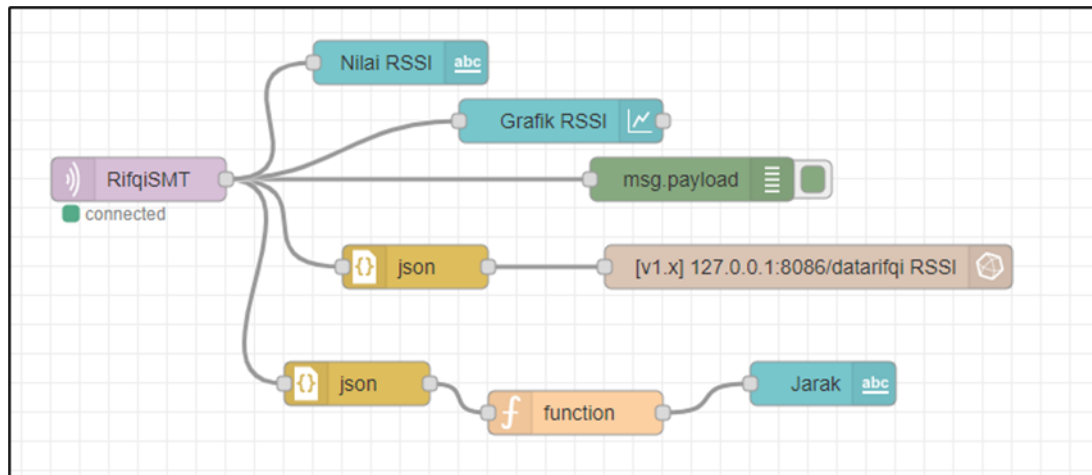 Nilai RSSI abc
Grafik RSSI
RifqiSMT
connected
msg.payload
{} json
[v1.x] 127.0.0.1:8086/datarifqi RSSI
{} json
f function
Jarak abc